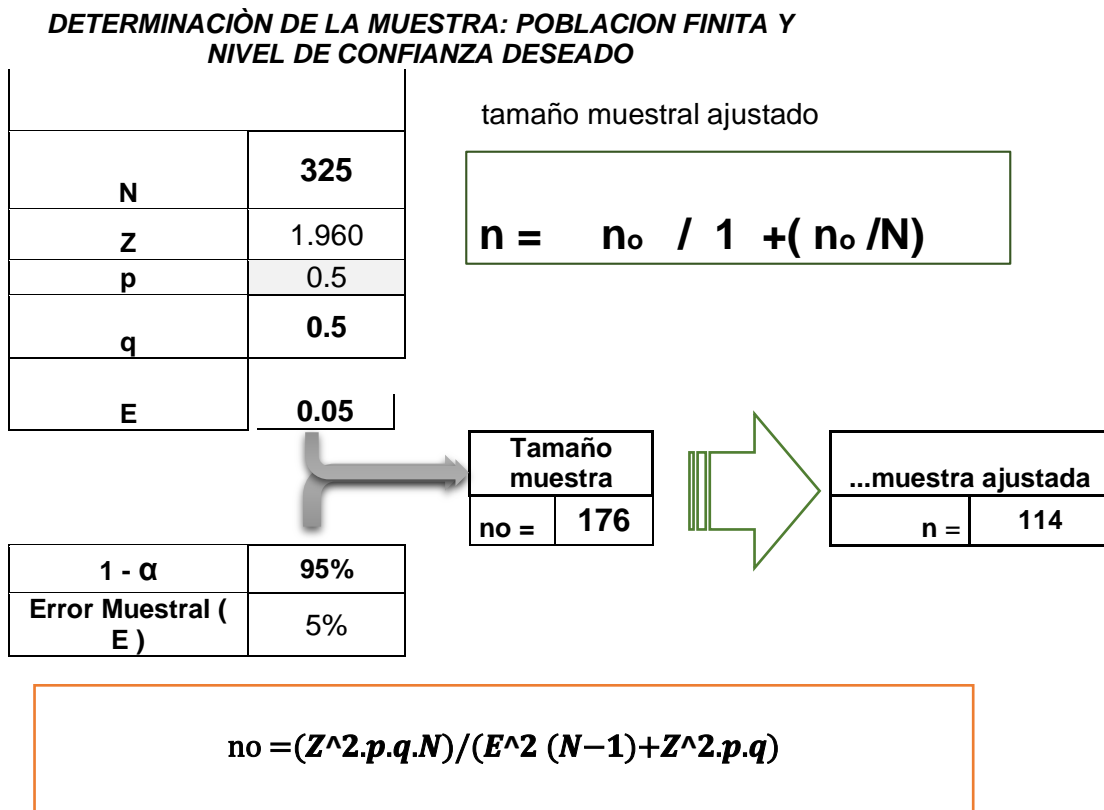 DETERMINACIÒN DE LA MUESTRA: POBLACION FINITA Y
NIVEL DE CONFIANZA DESEADO
tamaño muestral ajustado
N 325
Z 1.960
p 0.5
q 0.5
E 0.05
n = no / 1 +( no /N)
Tamaño
muestra
no = 176
...muestra ajustada
n = 114
1 - α 95%
Error Muestral (
E ) 5%
no =(Z^2.p.q.N)/(E^2 (N−1)+Z^2.p.q)